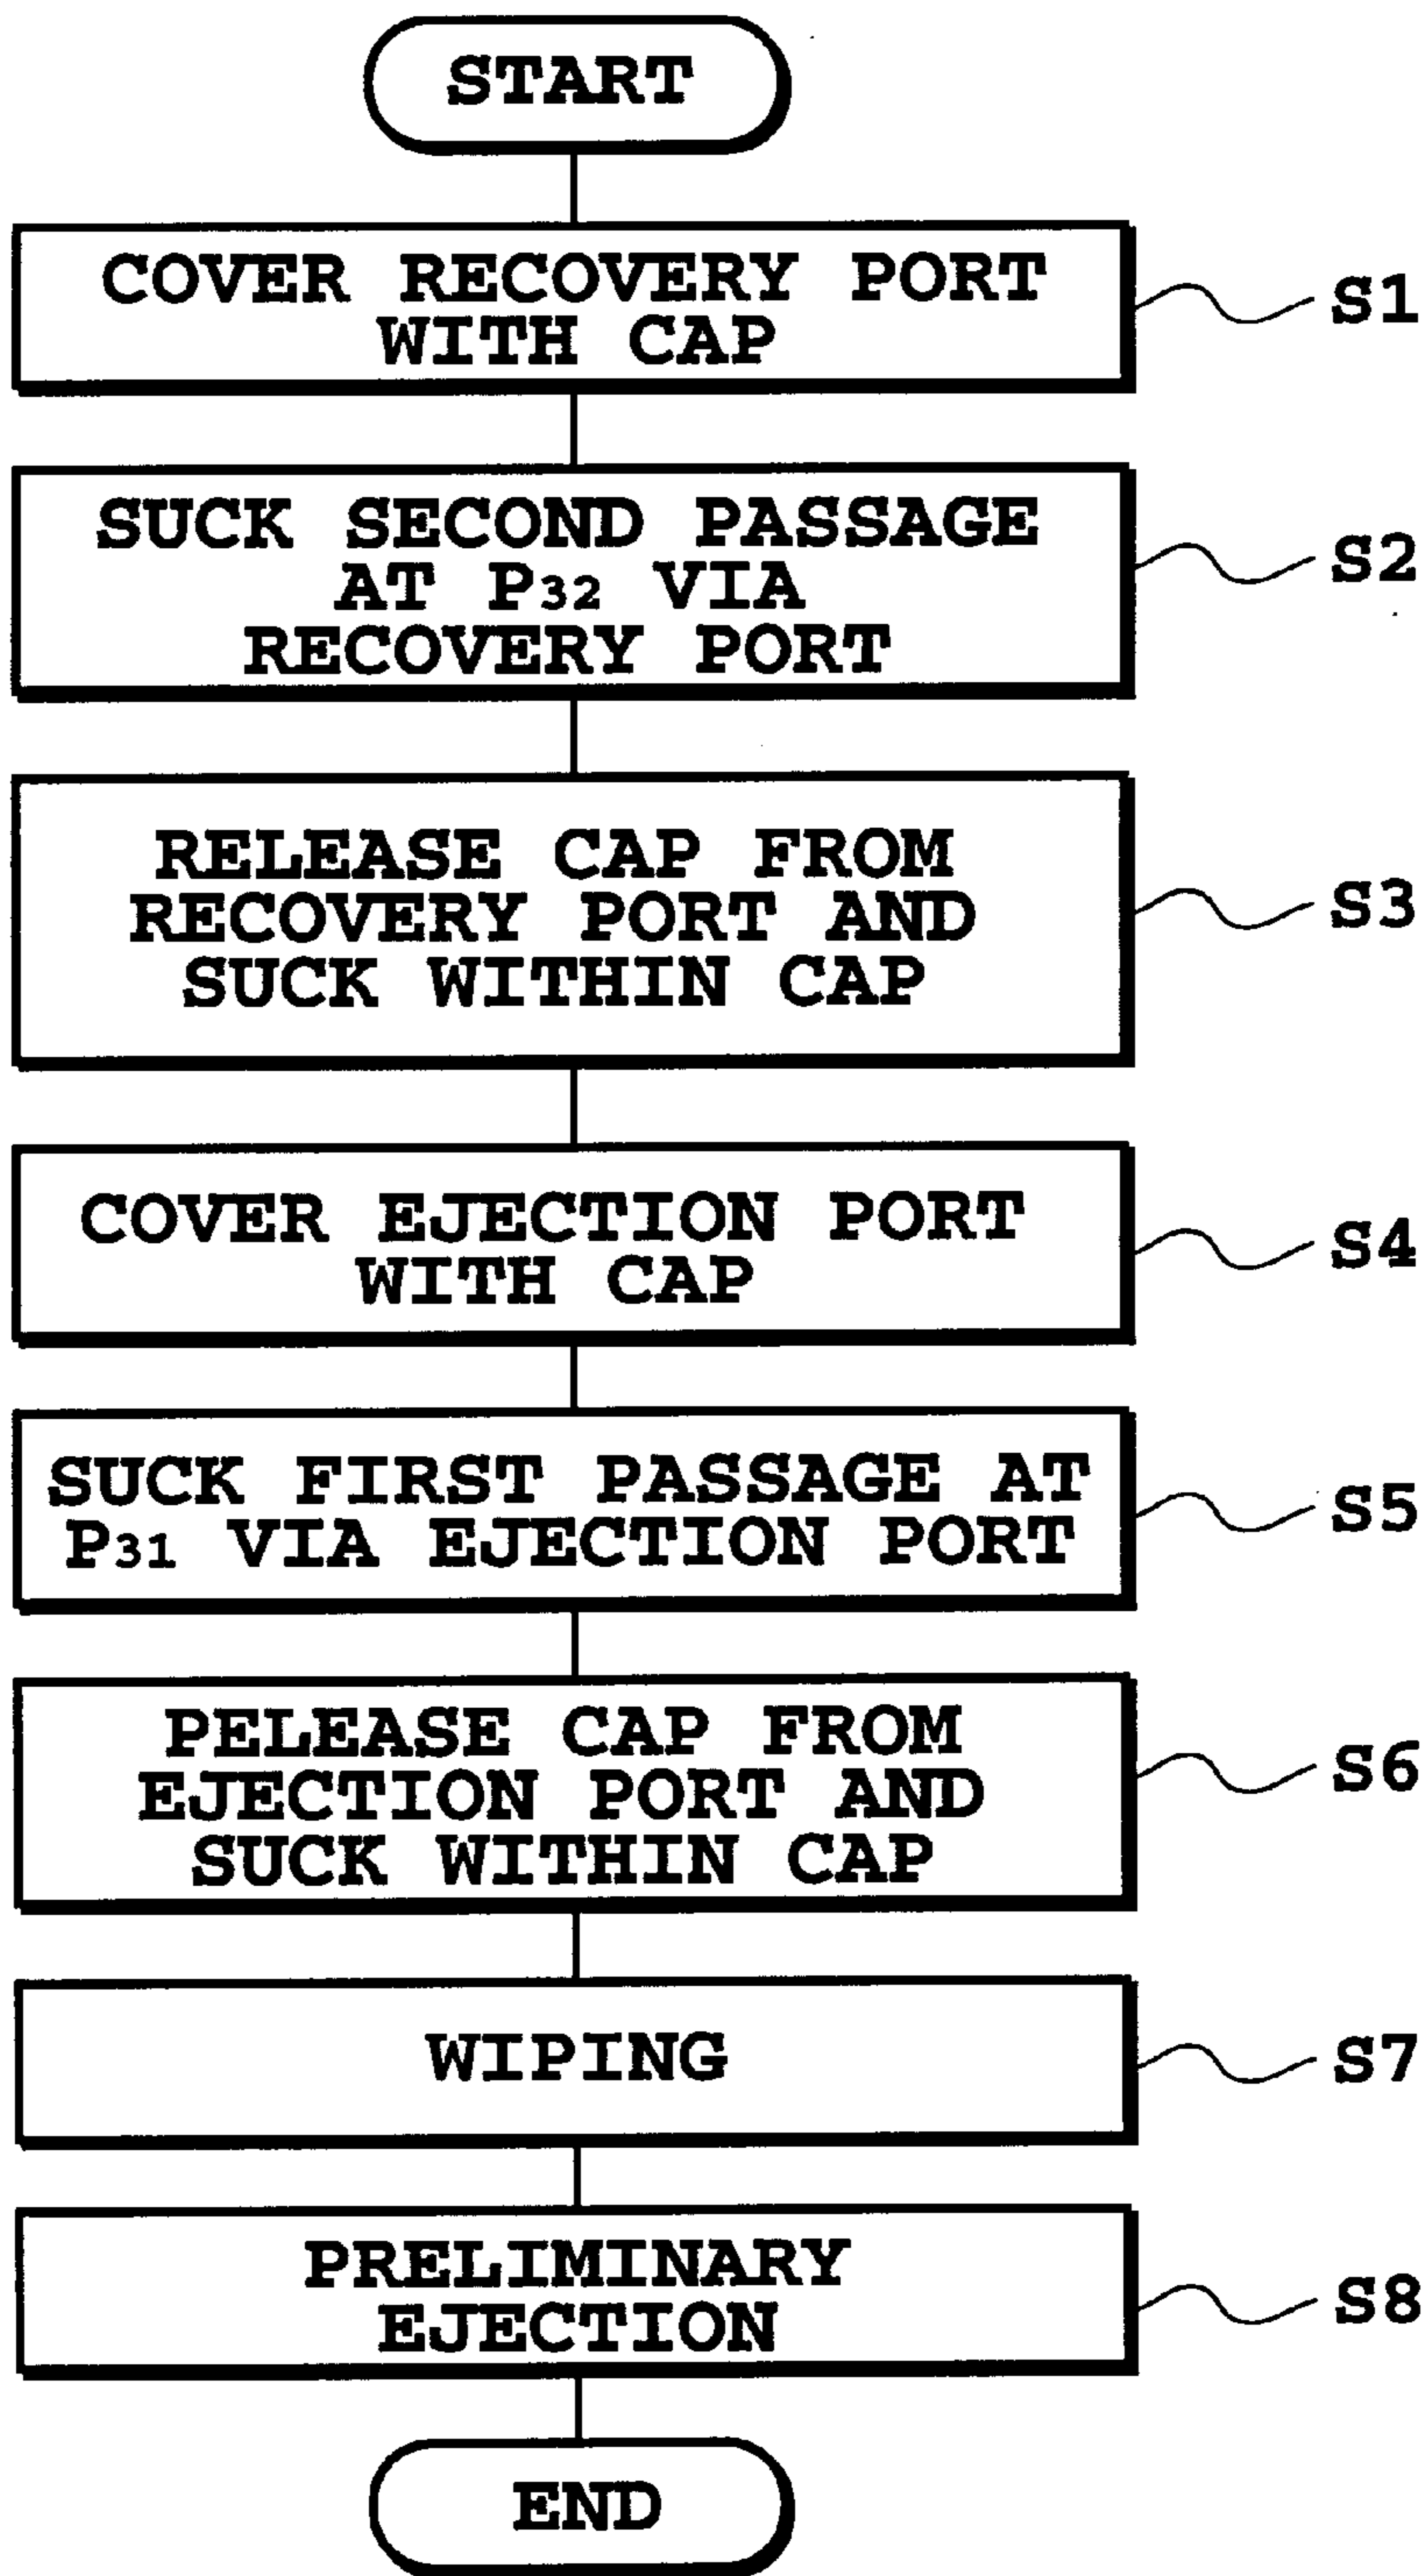 START
COVER RECOVERY PORT
WITH CAP
S1
SUCK SECOND PASSAGE
AT P32 VIA
RECOVERY PORT
S2
RELEASE CAP FROM
RECOVERY PORT AND
SUCK WITHIN CAP
S3
COVER EJECTION PORT
WITH CAP
S4
SUCK FIRST PASSAGE AT
P31 VIA EJECTION PORT
S5
PELEASE CAP FROM
EJECTION PORT AND
SUCK WITHIN CAP
S6
WIPING
S7
PRELIMINARY
EJECTION
S8
END